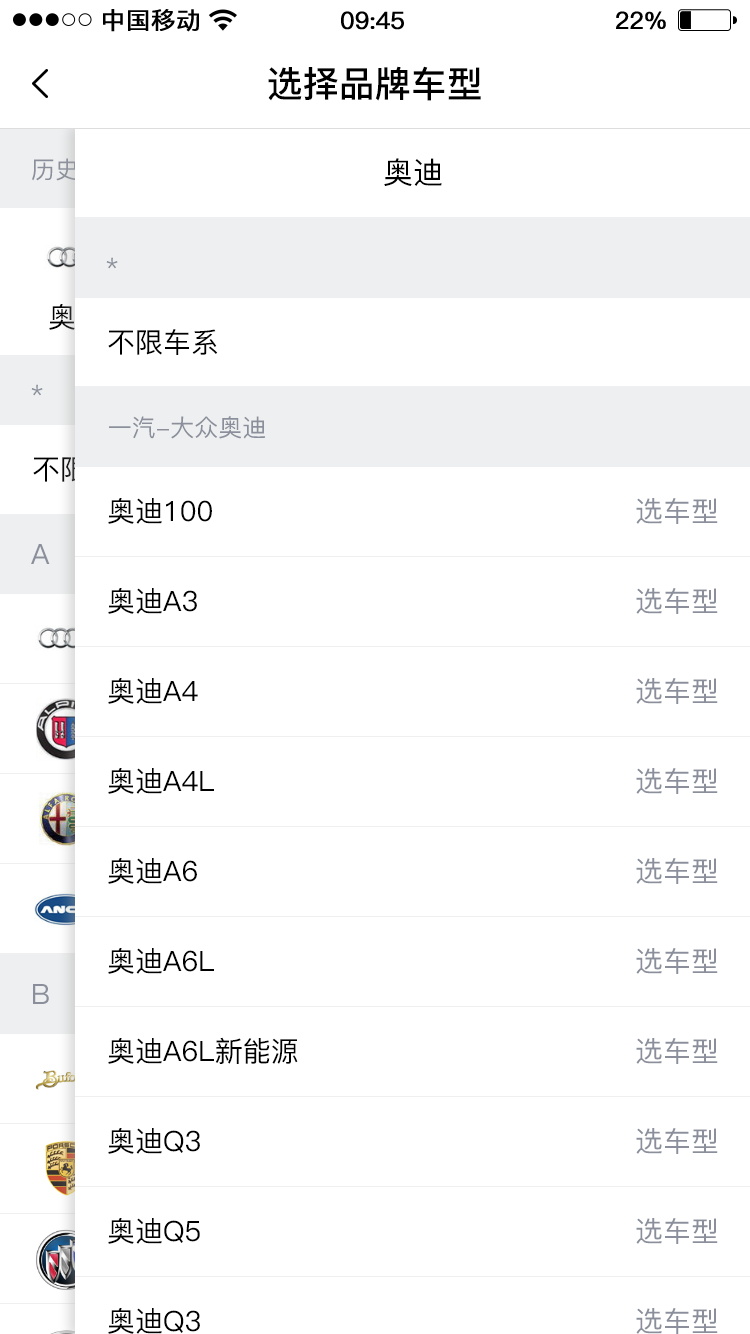 中国移动 09:45 22%
选择品牌车型
历史
奥
*
不限
A
B
奥迪
*
不限车系
一汽-大众奥迪
奥迪100 选车型
奥迪A3 选车型
奥迪A4 选车型
奥迪A4L 选车型
奥迪A6 选车型
奥迪A6L 选车型
奥迪A6L新能源 选车型
奥迪Q3 选车型
奥迪Q5 选车型
奥迪Q3 选车型